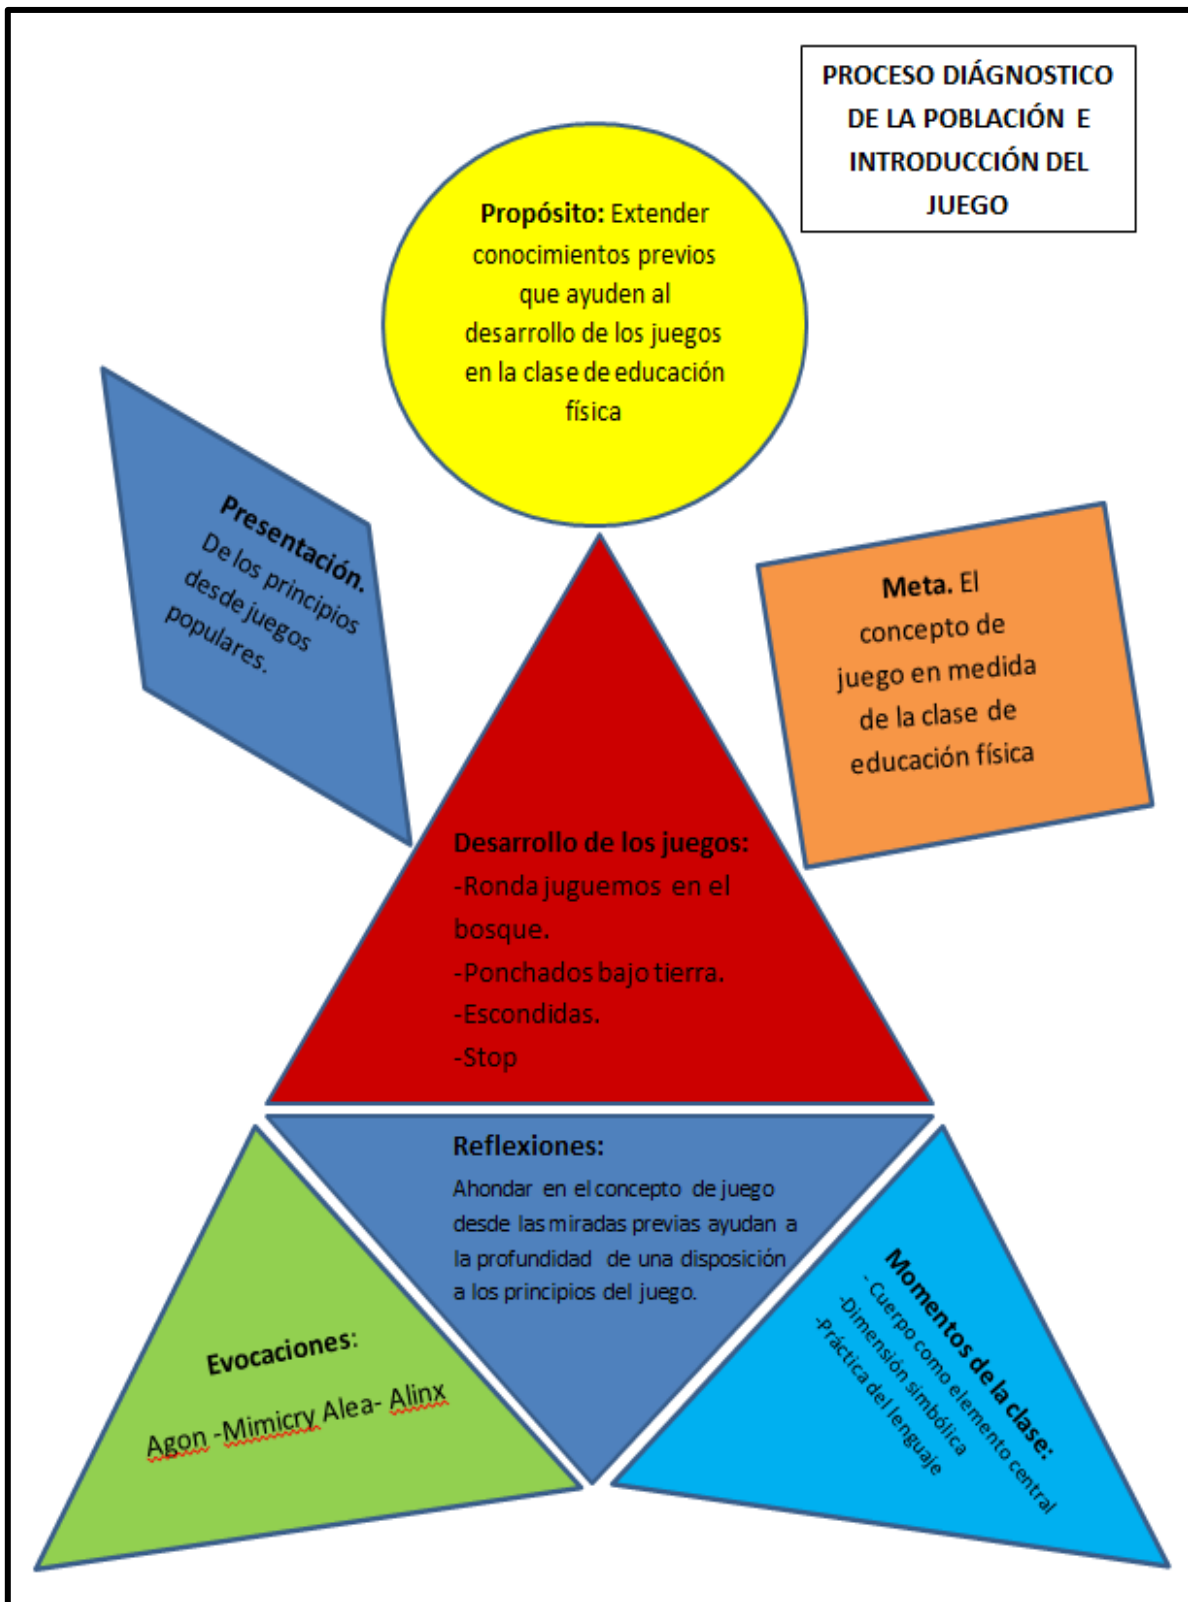 PROCESO DIÁGNOSTICO
DE LA POBLACIÓN E
INTRODUCCIÓN DEL
JUEGO
Propósito: Extender
conocimientos previos
que ayuden al
desarrollo de los juegos
en la clase de educación
física
Presentación.
De los principios
desde juegos
populares.
Meta. El
concepto de
juego en medida
de la clase de
educación física
Desarrollo de los juegos:
-Ronda juguemos en el
bosque.
-Ponchados bajo tierra.
-Escondidas.
-Stop
Reflexiones:
Ahondar en el concepto de juego
desde las miradas previas ayudan a
la profundidad de una disposición
a los principios del juego.
Evocaciones:
Agon -Mimicry Alea- Alinx
Momentos de la clase:
- Cuerpo como elemento central
-Dimensión simbólica
-Práctica del lenguaje